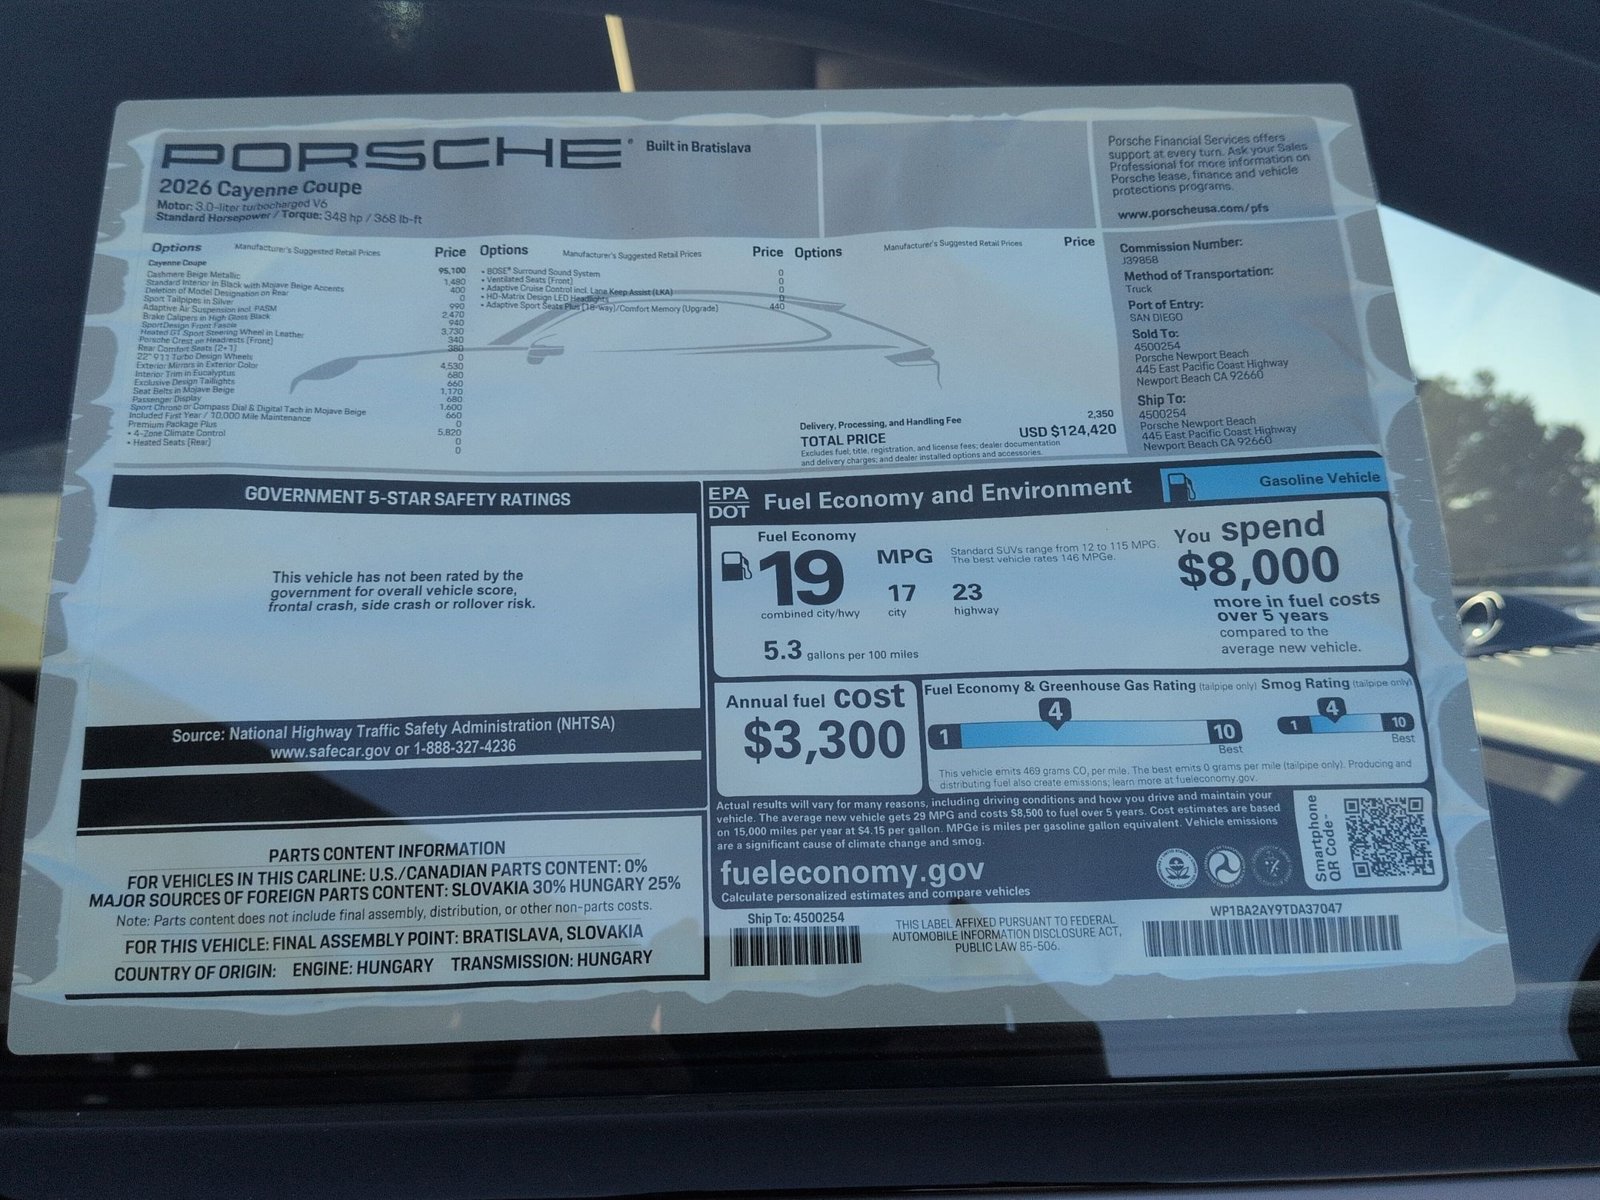 PORSCHE
Built in Bratislava
2026 Cayenne Coupe
Motor: 3.0-liter turbocharged V6
Standard Horsepower / Torque: 348 hp / 368 lb-ft
Porsche Financial Services offers
support at every turn. Ask your Sales
Professional for more information on
Porsche lease, finance and vehicle
protections programs.
www.porscheusa.com/pfs
Options Manufacturer's Suggested Retail Prices Price
Cayenne Coupe 95,100
Cashmere Beige Metallic 1,480
Standard Interior in Black with Mojave Beige Accents 400
Deletion of Model Designation on Rear 0
Sport Tailpipes in Silver 990
Adaptive Air Suspension incl. PASM 2,470
Brake Calipers in High Gloss Black 940
SportDesign Front Fascia 3,730
Heated GT Sport Steering Wheel in Leather 340
Porsche Crest on Headrests (Front) 380
Rear Comfort Seats (2+1) 0
22" 911 Turbo Design Wheels 4,530
Exterior Mirrors in Exterior Color 680
Interior Trim in Eucalyptus 660
Exclusive Design Taillights 1,170
Seat Belts in Mojave Beige 680
Passenger Display 1,600
Sport Chrono or Compass Dial & Digital Tach in Mojave Beige 660
Included First Year / 10,000 Mile Maintenance 0
Premium Package Plus 5,820
• 4-Zone Climate Control 0
• Heated Seats (Rear) 0
Options Manufacturer's Suggested Retail Prices Price
• BOSE® Surround Sound System 0
• Ventilated Seats (Front) 0
• Adaptive Cruise Control incl. Lane Keep Assist (LKA) 0
• HD-Matrix Design LED Headlights 0
• Adaptive Sport Seats Plus (18-way)/Comfort Memory (Upgrade) 440
Options Manufacturer's Suggested Retail Prices Price
Delivery, Processing, and Handling Fee 2,350
TOTAL PRICE USD $124,420
Excludes fuel; title, registration, and license fees; dealer documentation
and delivery charges; and dealer installed options and accessories.
Commission Number:
J39858
Method of Transportation:
Truck
Port of Entry:
SAN DIEGO
Sold To:
4500254
Porsche Newport Beach
445 East Pacific Coast Highway
Newport Beach CA 92660
Ship To:
4500254
Porsche Newport Beach
445 East Pacific Coast Highway
Newport Beach CA 92660
GOVERNMENT 5-STAR SAFETY RATINGS
This vehicle has not been rated by the
government for overall vehicle score,
frontal crash, side crash or rollover risk.
Source: National Highway Traffic Safety Administration (NHTSA)
www.safecar.gov or 1-888-327-4236
PARTS CONTENT INFORMATION
FOR VEHICLES IN THIS CARLINE: U.S./CANADIAN PARTS CONTENT: 0%
MAJOR SOURCES OF FOREIGN PARTS CONTENT: SLOVAKIA 30% HUNGARY 25%
Note: Parts content does not include final assembly, distribution, or other non-parts costs.
FOR THIS VEHICLE: FINAL ASSEMBLY POINT: BRATISLAVA, SLOVAKIA
COUNTRY OF ORIGIN: ENGINE: HUNGARY TRANSMISSION: HUNGARY
EPA
DOT
Fuel Economy and Environment
Gasoline Vehicle
Fuel Economy
19
combined city/hwy
MPG
17
city
23
highway
5.3 gallons per 100 miles
Standard SUVs range from 12 to 115 MPG.
The best vehicle rates 146 MPGe.
You spend
$8,000
more in fuel costs
over 5 years
compared to the
average new vehicle.
Annual fuel cost
$3,300
Fuel Economy & Greenhouse Gas Rating (tailpipe only)
4
1
10
Best
Smog Rating (tailpipe only)
4
1
10
Best
This vehicle emits 469 grams CO2 per mile. The best emits 0 grams per mile (tailpipe only). Producing and
distributing fuel also create emissions; learn more at fueleconomy.gov.
Actual results will vary for many reasons, including driving conditions and how you drive and maintain your
vehicle. The average new vehicle gets 29 MPG and costs $8,500 to fuel over 5 years. Cost estimates are based
on 15,000 miles per year at $4.15 per gallon. MPGe is miles per gasoline gallon equivalent. Vehicle emissions
are a significant cause of climate change and smog.
fueleconomy.gov
Calculate personalized estimates and compare vehicles
Smartphone
QR Code™
Ship To: 4500254
THIS LABEL AFFIXED PURSUANT TO FEDERAL
AUTOMOBILE INFORMATION DISCLOSURE ACT,
PUBLIC LAW 85-506.
WP1BA2AY9TDA37047